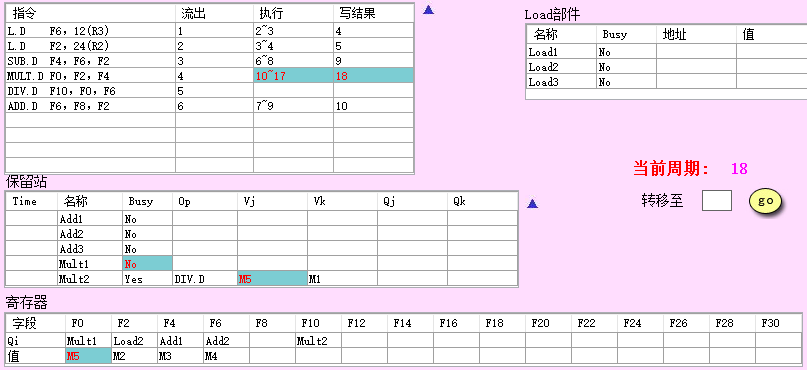 指令 流出 执行 写结果
L.D F6, 12(R3) 1 2~3 4
L.D F2, 24(R2) 2 3~4 5
SUB.D F4, F6, F2 3 6~8 9
MULT.D F0, F2, F4 4 10~17 18
DIV.D F10, F0, F6 5
ADD.D F6, F8, F2 6 7~9 10
Load部件
名称 Busy 地址 值
Load1 No
Load2 No
Load3 No
当前周期: 18
转移至 go
保留站
Time 名称 Busy Op Vj Vk Qj Qk
Add1 No
Add2 No
Add3 No
Mult1 No
Mult2 Yes DIV.D M5 M1
寄存器
字段 F0 F2 F4 F6 F8 F10 F12 F14 F16 F18 F20 F22 F24 F26 F28 F30
Qi Mult1 Load2 Add1 Add2 Mult2
值 M5 M2 M3 M4